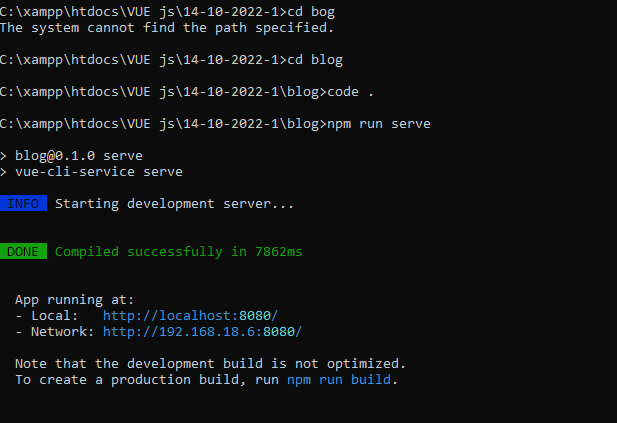 C:\xampp\htdocs\VUE js\14-10-2022-1>cd bog
The system cannot find the path specified.
C:\xampp\htdocs\VUE js\14-10-2022-1>cd blog
C:\xampp\htdocs\VUE js\14-10-2022-1\blog>code .
C:\xampp\htdocs\VUE js\14-10-2022-1\blog>npm run serve
> blog@0.1.0 serve
> vue-cli-service serve
INFO  Starting development server...
DONE  Compiled successfully in 7862ms
App running at:
- Local:   http://localhost:8080/
- Network: http://192.168.18.6:8080/
Note that the development build is not optimized.
To create a production build, run npm run build.